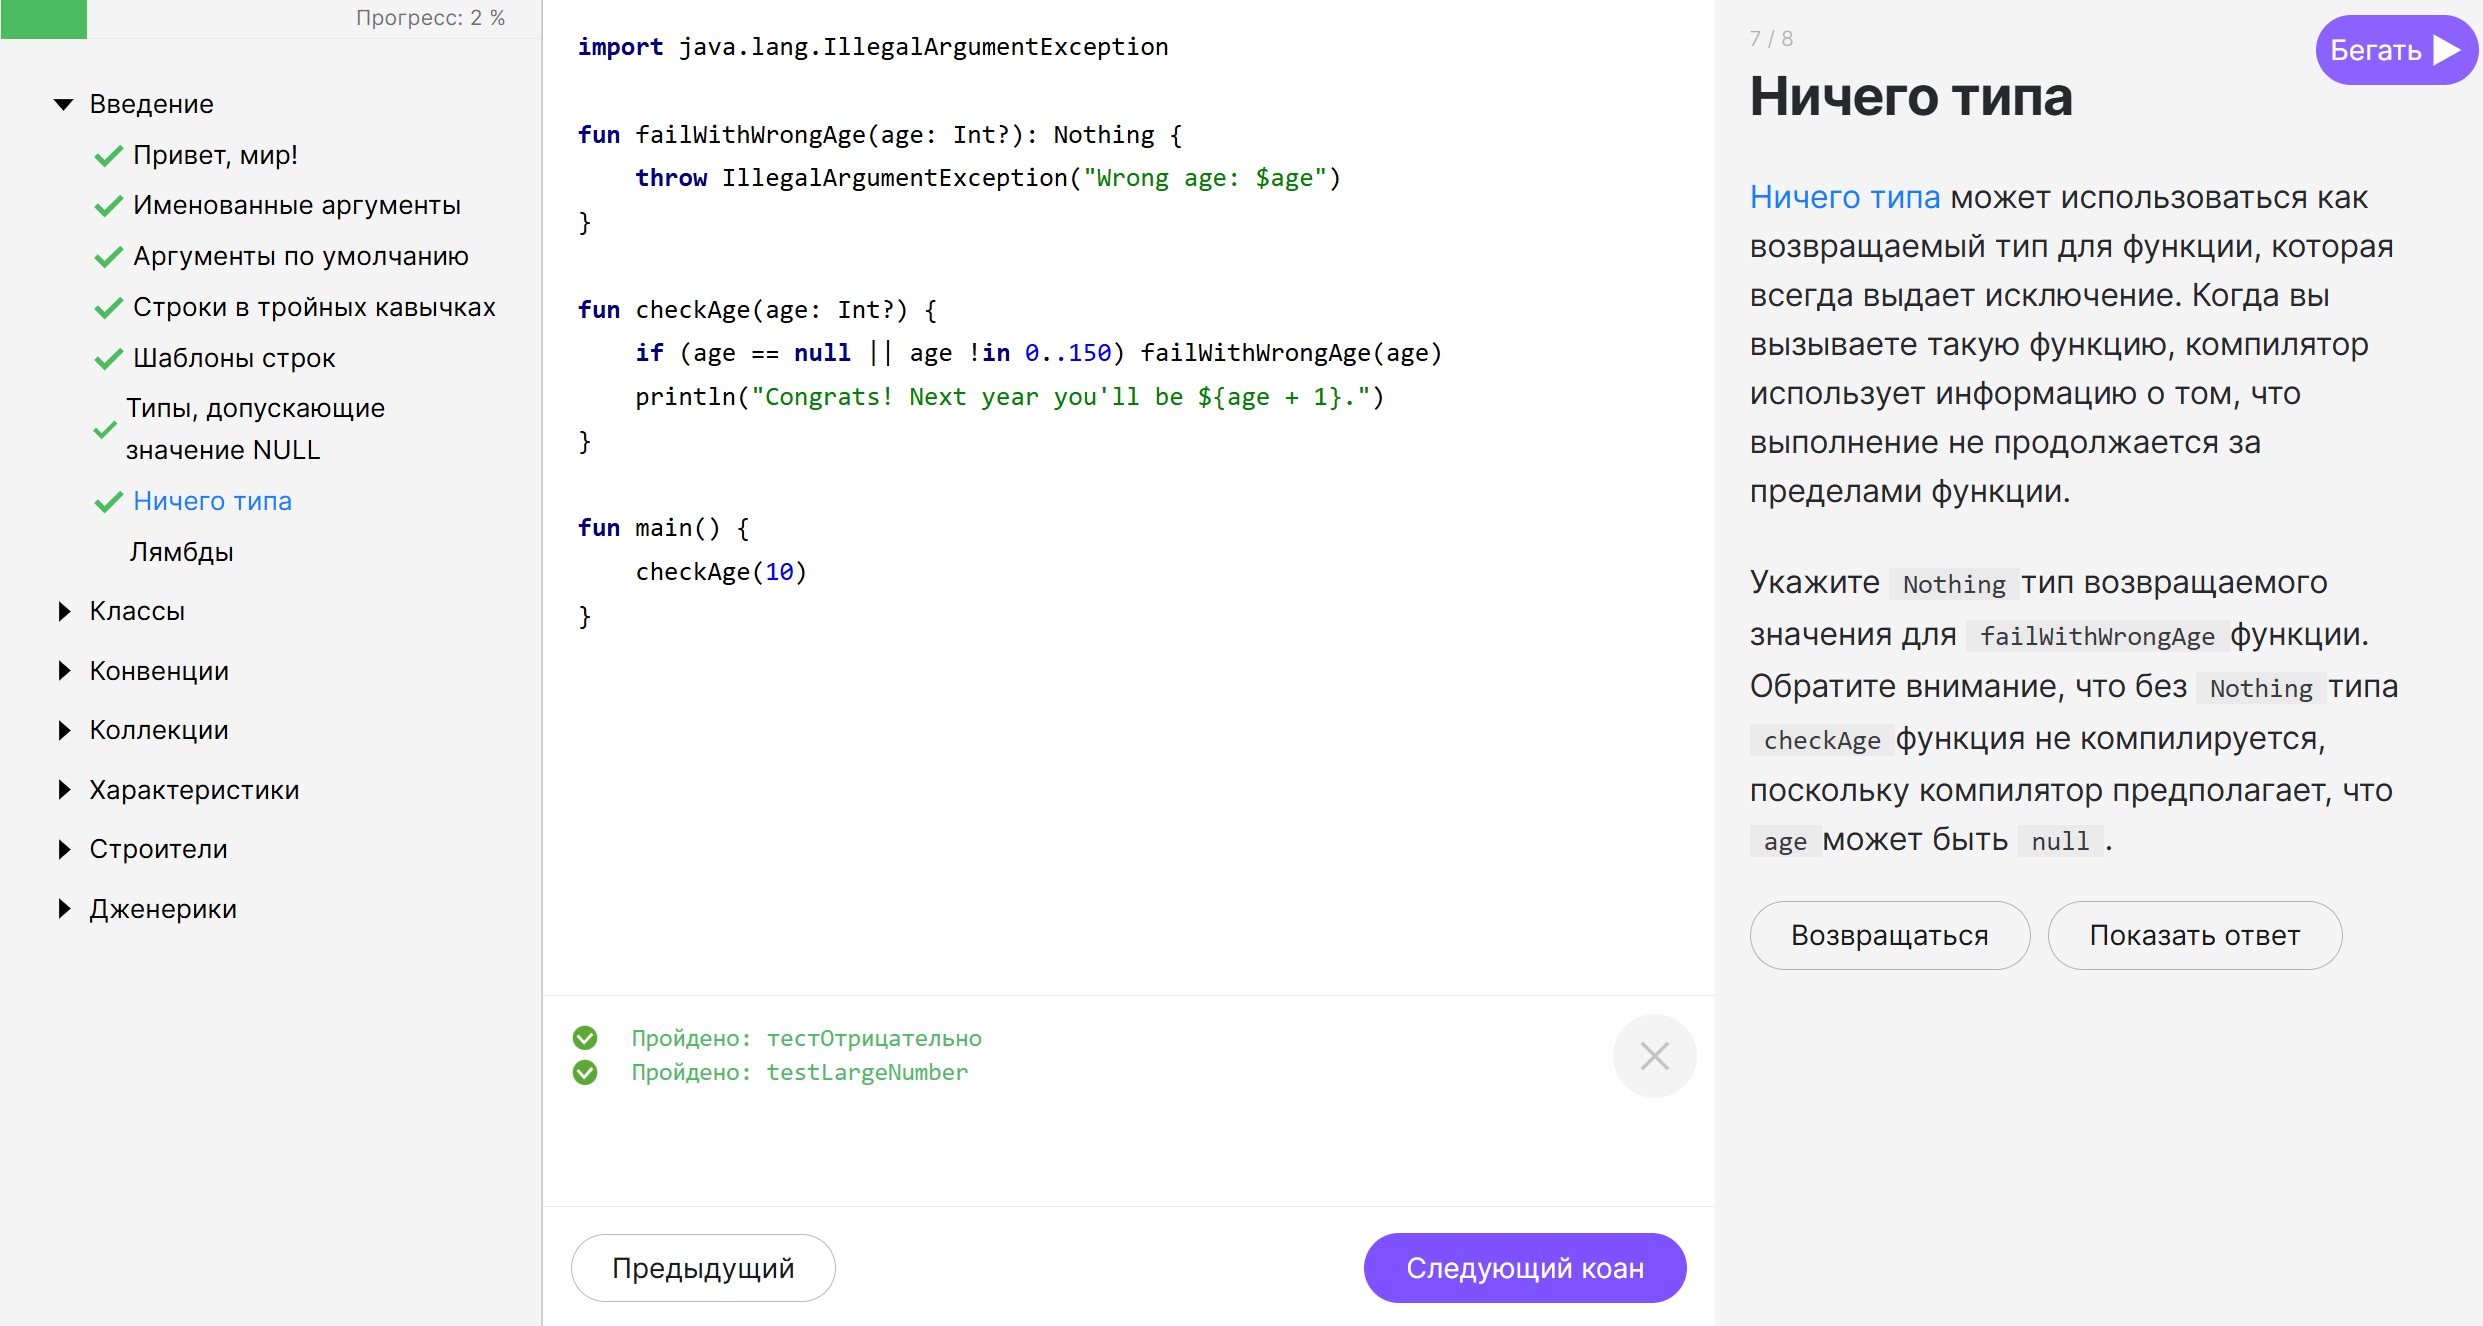 Прогресс: 2 %
Введение
Привет, мир!
Именованные аргументы
Аргументы по умолчанию
Строки в тройных кавычках
Шаблоны строк
Типы, допускающие
значение NULL
Ничего типа
Лямбды
Классы
Конвенции
Коллекции
Характеристики
Строители
Дженерики
import java.lang.IllegalArgumentException
fun failWithWrongAge(age: Int?): Nothing {
    throw IllegalArgumentException("Wrong age: $age")
}
fun checkAge(age: Int?) {
    if (age == null || age !in 0..150) failWithWrongAge(age)
    println("Congrats! Next year you'll be ${age + 1}.")
}
fun main() {
    checkAge(10)
}
Пройдено: тестОтрицательно
Пройдено: testLargeNumber
Предыдущий
Следующий коан
7 / 8
Бегать
Ничего типа
Ничего типа может использоваться как
возвращаемый тип для функции, которая
всегда выдает исключение. Когда вы
вызываете такую функцию, компилятор
использует информацию о том, что
выполнение не продолжается за
пределами функции.
Укажите Nothing тип возвращаемого
значения для failWithWrongAge функции.
Обратите внимание, что без Nothing типа
checkAge функция не компилируется,
поскольку компилятор предполагает, что
age может быть null .
Возвращаться
Показать ответ